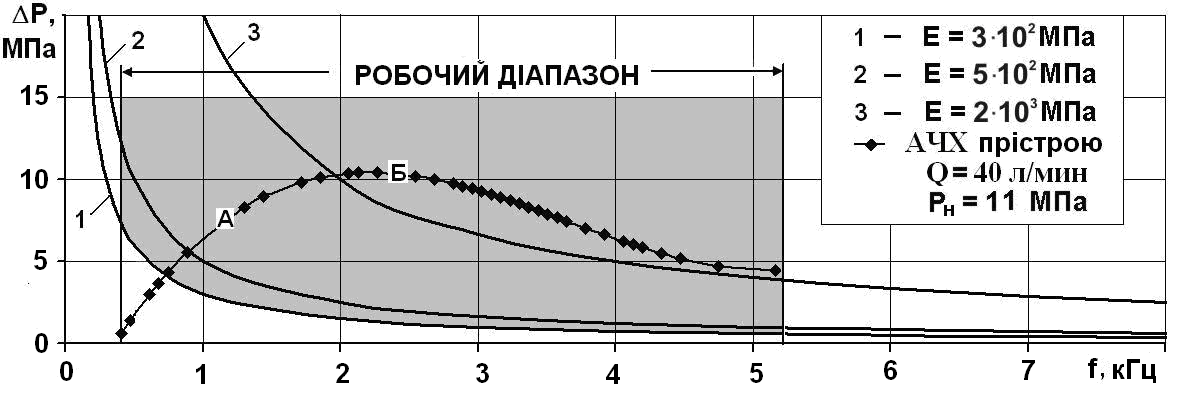 ΔP,
МПа
15
10
5
0
0
1
2
3
4
5
6
7
f, кГц
1
2
3
РОБОЧИЙ ДІАПАЗОН
А
Б
1 – E = 3·10² МПа
2 – E = 5·10² МПа
3 – E = 2·10³ МПа
АЧХ прістрою
Q = 40 л/мин
Pн = 11 МПа